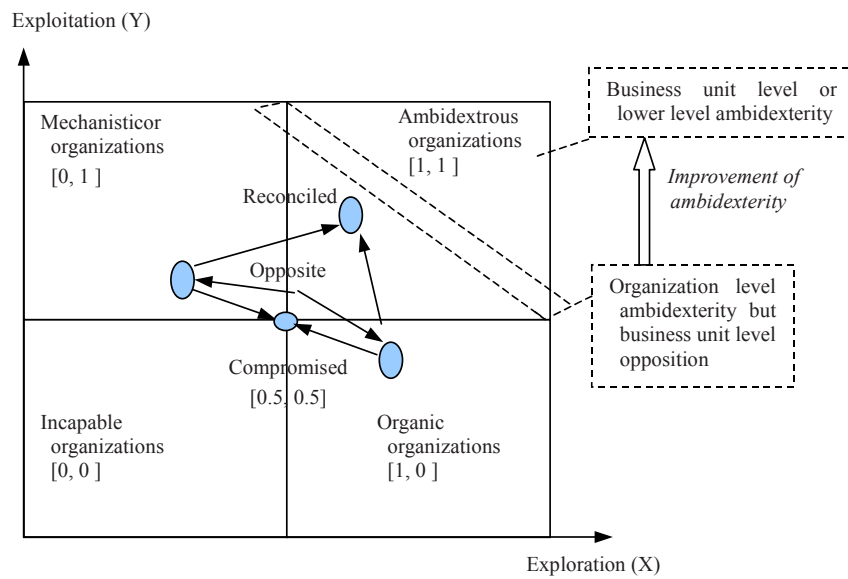 Exploitation (Y)
Business unit level or
lower level ambidexterity
Mechanisticor
organizations
[0, 1 ]
Ambidextrous
organizations
[1, 1 ]
Improvement of
ambidexterity
Reconciled
Opposite
Organization level
ambidexterity but
business unit level
opposition
Compromised
[0.5, 0.5]
Incapable
organizations
[0, 0 ]
Organic
organizations
[1, 0 ]
Exploration (X)